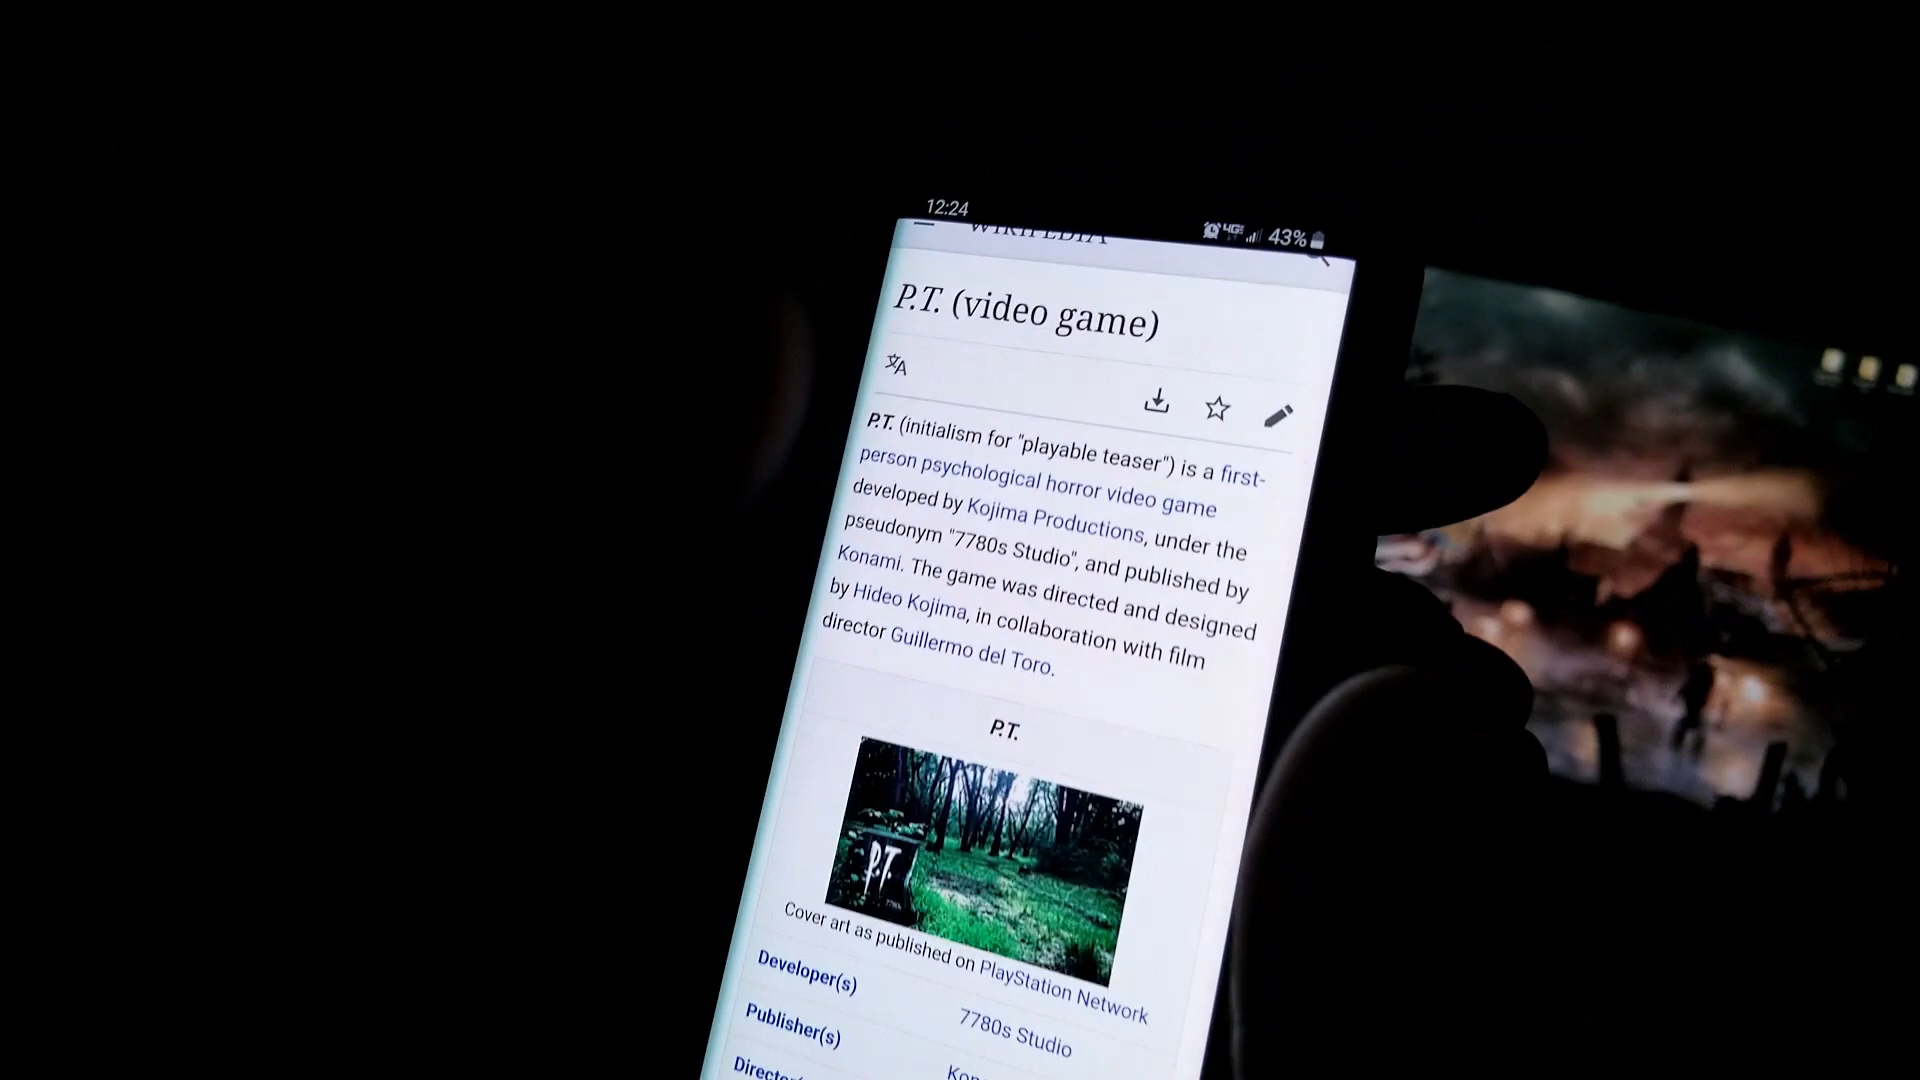 12:24
4GE 43%
WIKIPEDIA
P.T. (video game)
P.T. (initialism for "playable teaser") is a first-
person psychological horror video game
developed by Kojima Productions, under the
pseudonym "7780s Studio", and published by
Konami. The game was directed and designed
by Hideo Kojima, in collaboration with film
director Guillermo del Toro.
P.T.
P.T.
Cover art as published on PlayStation Network
Developer(s)
7780s Studio
Publisher(s)